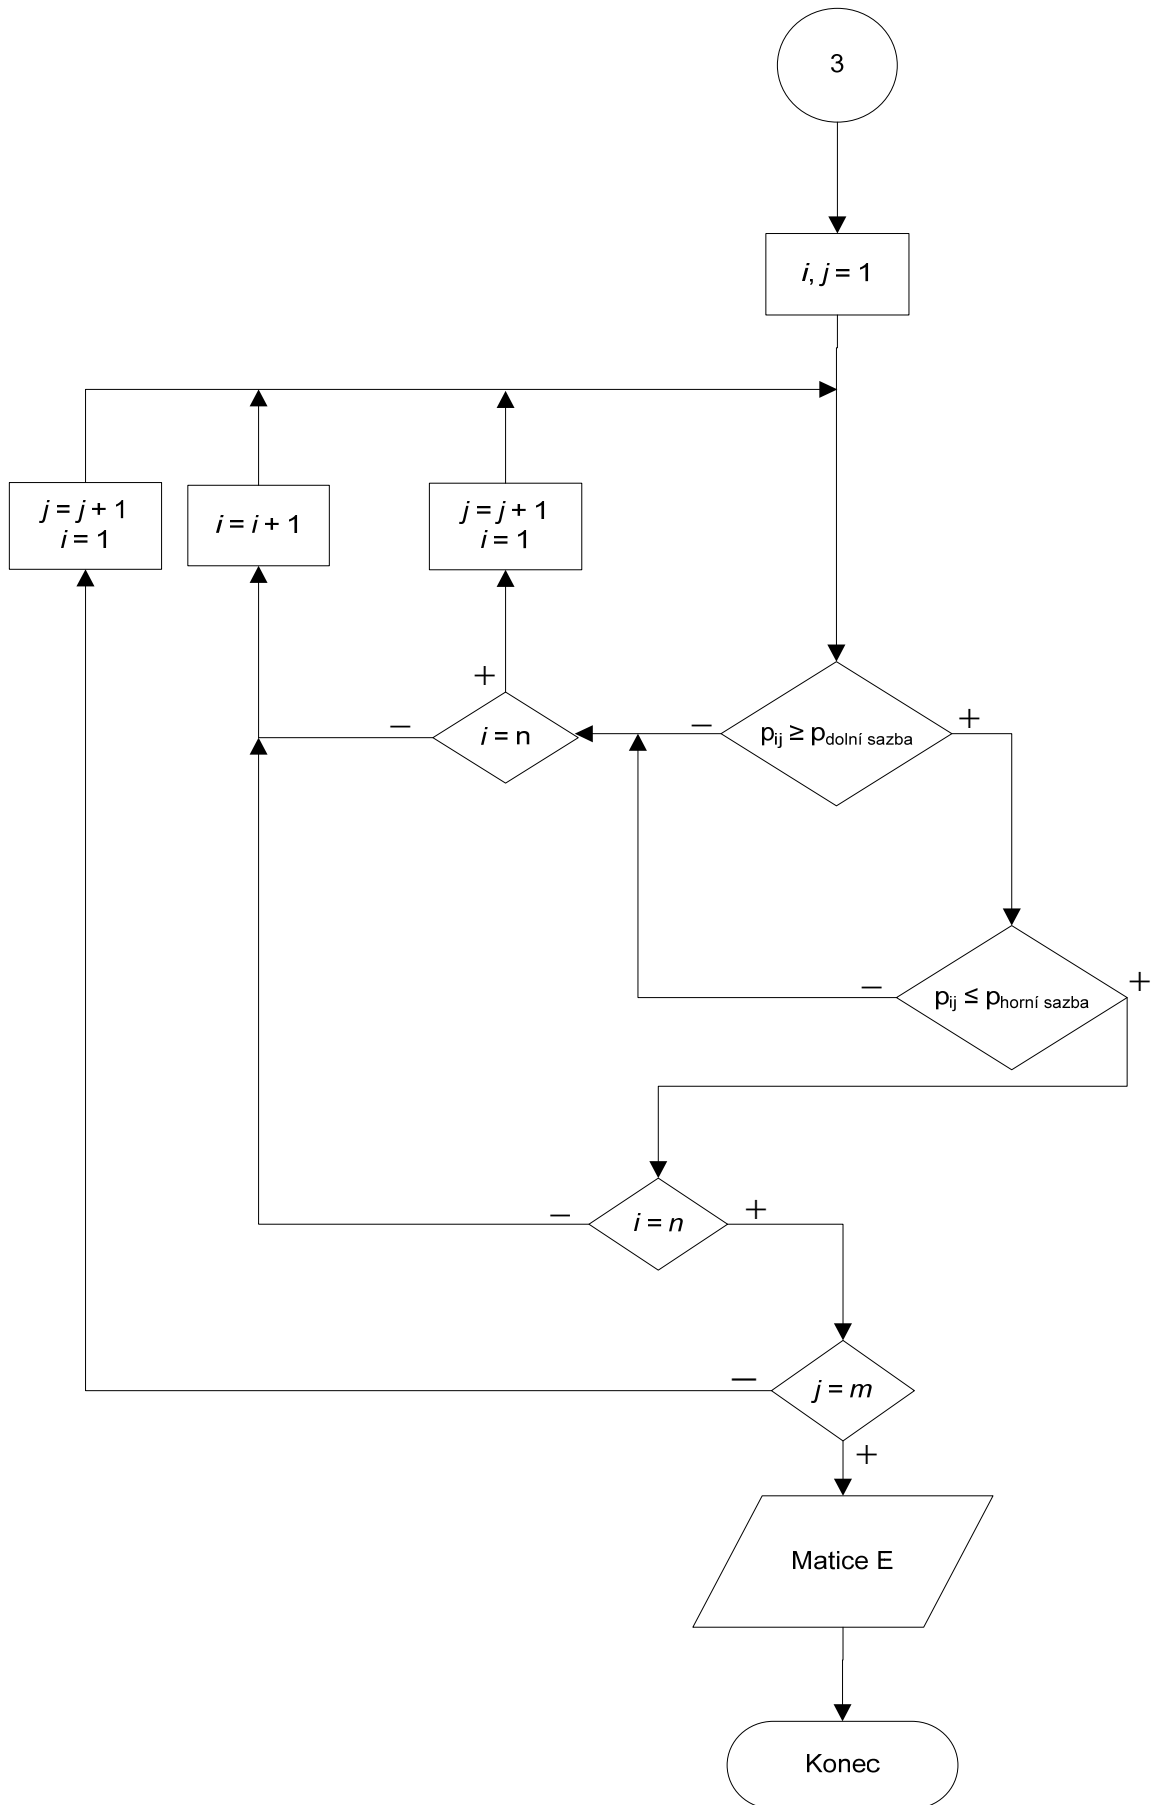 3
i, j = 1
j = j + 1
i = 1
i = i + 1
j = j + 1
i = 1
+
−
i = n
−
pij ≥ pdolní sazba
+
−
pij ≤ phorní sazba
+
−
i = n
+
−
j = m
+
Matice E
Konec